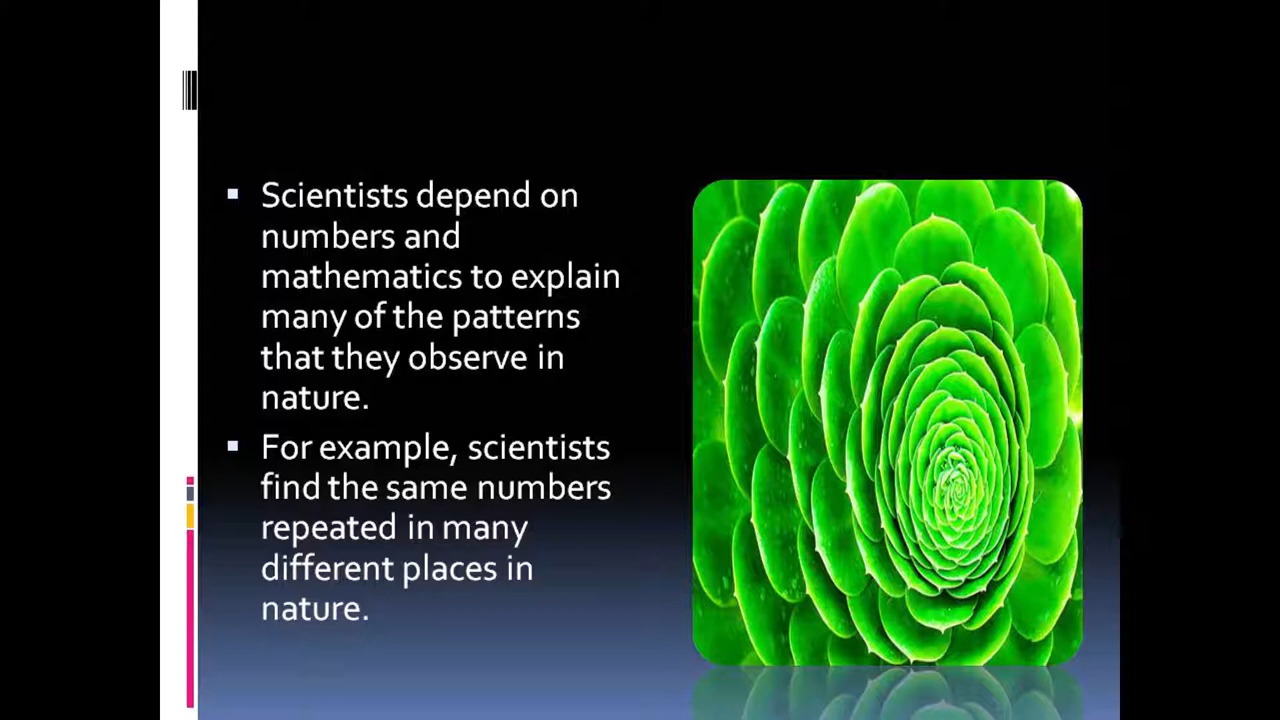 Scientists depend on
numbers and
mathematics to explain
many of the patterns
that they observe in
nature.
For example, scientists
find the same numbers
repeated in many
different places in
nature.